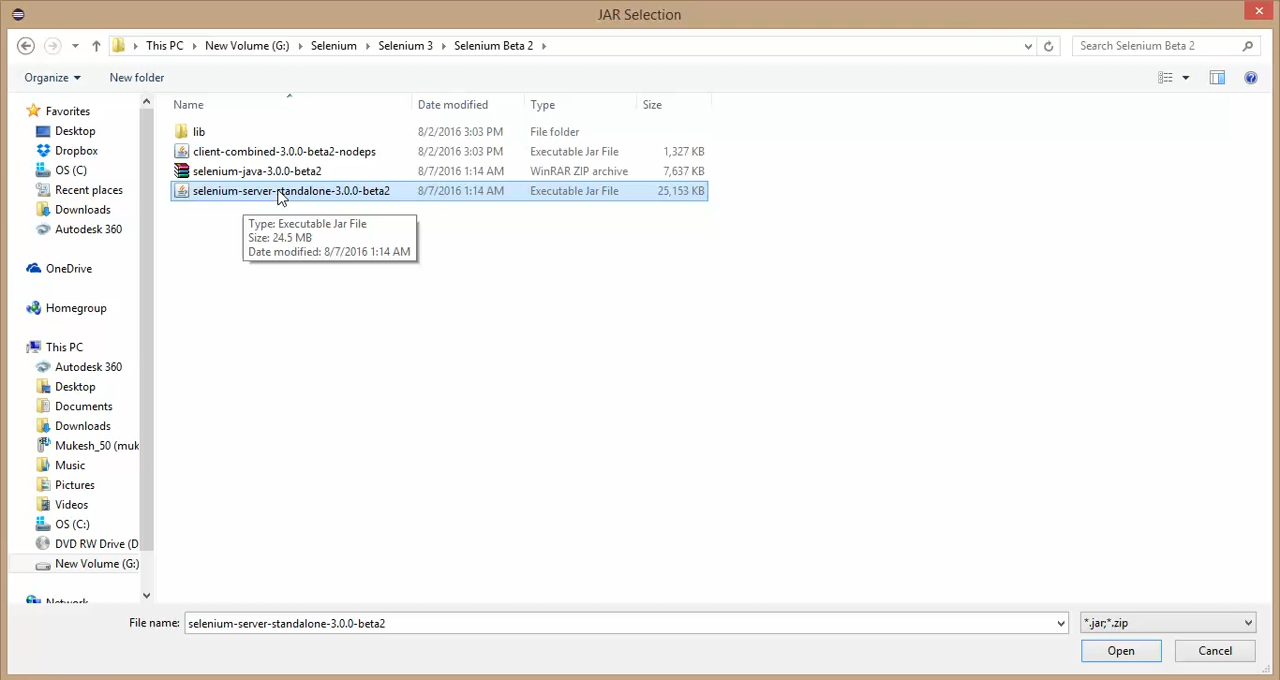 JAR Selection
This PC New Volume (G:) Selenium Selenium 3 Selenium Beta 2
Search Selenium Beta 2
Organize New folder
Name Date modified Type Size
lib 8/2/2016 3:03 PM File folder
client-combined-3.0.0-beta2-nodeps 8/2/2016 3:03 PM Executable Jar File 1,327 KB
selenium-java-3.0.0-beta2 8/7/2016 1:14 AM WinRAR ZIP archive 7,637 KB
selenium-server-standalone-3.0.0-beta2 8/7/2016 1:14 AM Executable Jar File 25,153 KB
Type: Executable Jar File
Size: 24.5 MB
Date modified: 8/7/2016 1:14 AM
Favorites
Desktop
Dropbox
OS (C:)
Recent places
Downloads
Autodesk 360
OneDrive
Homegroup
This PC
Autodesk 360
Desktop
Documents
Downloads
Mukesh_50 (muk
Music
Pictures
Videos
OS (C:)
DVD RW Drive (D
New Volume (G:)
Network
File name: selenium-server-standalone-3.0.0-beta2
*.jar;*.zip
Open Cancel